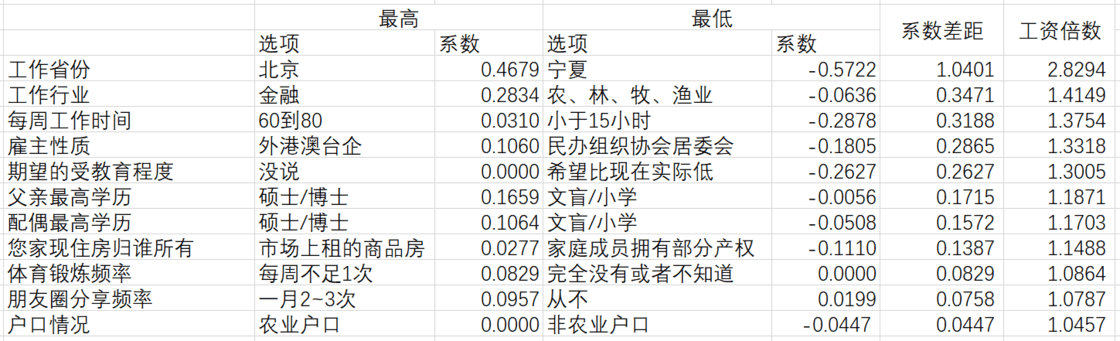 最高 最低 系数差距 工资倍数
选项 系数 选项 系数
工作省份 北京 0.4679 宁夏 -0.5722 1.0401 2.8294
工作行业 金融 0.2834 农、林、牧、渔业 -0.0636 0.3471 1.4149
每周工作时间 60到80 0.0310 小于15小时 -0.2878 0.3188 1.3754
雇主性质 外港澳台企 0.1060 民办组织协会居委会 -0.1805 0.2865 1.3318
期望的受教育程度 没说 0.0000 希望比现在实际低 -0.2627 0.2627 1.3005
父亲最高学历 硕士/博士 0.1659 文盲/小学 -0.0056 0.1715 1.1871
配偶最高学历 硕士/博士 0.1064 文盲/小学 -0.0508 0.1572 1.1703
您家现住房归谁所有 市场上租的商品房 0.0277 家庭成员拥有部分产权 -0.1110 0.1387 1.1488
体育锻炼频率 每周不足1次 0.0829 完全没有或者不知道 0.0000 0.0829 1.0864
朋友圈分享频率 一月2~3次 0.0957 从不 0.0199 0.0758 1.0787
户口情况 农业户口 0.0000 非农业户口 -0.0447 0.0447 1.0457